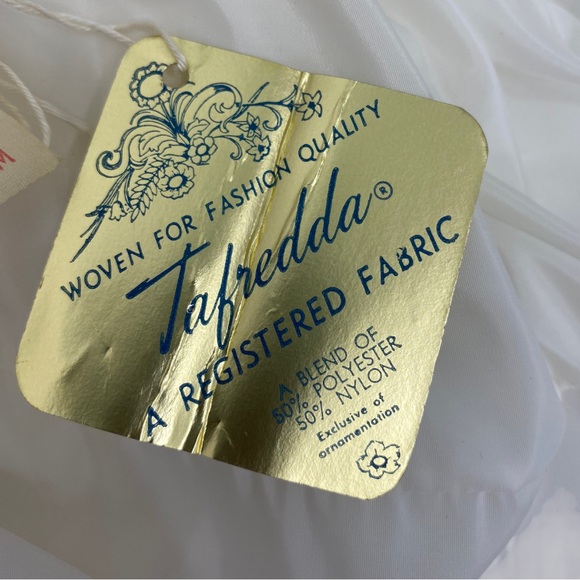 WOVEN FOR FASHION QUALITY
Tafredda®
A REGISTERED FABRIC
A BLEND OF
50% POLYESTER
50% NYLON
Exclusive of
ornamentation